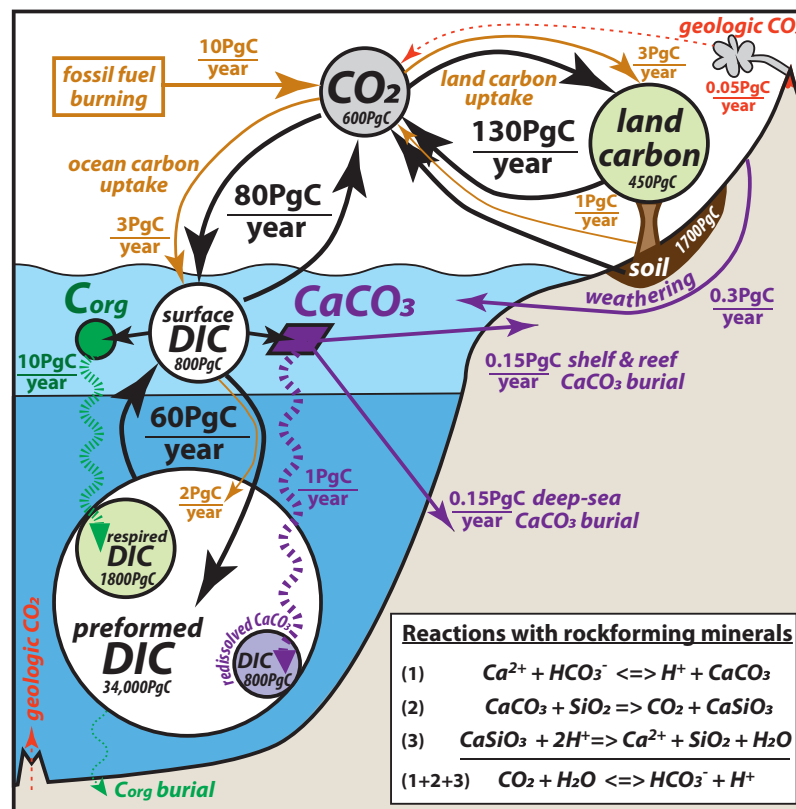 geologic CO₂
10PgC
year
fossil fuel
burning
CO₂
600PgC
3PgC
year
land carbon
uptake
0.05PgC
year
130PgC
year
land
carbon
450PgC
ocean carbon
uptake
80PgC
year
3PgC
year
1PgC
year
1700PgC
soil
weathering
0.3PgC
year
Corg
CaCO₃
surface
DIC
800PgC
10PgC
year
0.15PgC shelf & reef
year CaCO₃ burial
60PgC
year
2PgC
year
1PgC
year
0.15PgC deep-sea
year CaCO₃ burial
respired
DIC
1800PgC
preformed
DIC
34,000PgC
redissolved CaCO₃
DIC
800PgC
geologic CO₂
Corg burial
Reactions with rockforming minerals
(1) Ca²⁺ + HCO₃⁻ <=> H⁺ + CaCO₃
(2) CaCO₃ + SiO₂ => CO₂ + CaSiO₃
(3) CaSiO₃ + 2H⁺ => Ca²⁺ + SiO₂ + H₂O
(1+2+3) CO₂ + H₂O <=> HCO₃⁻ + H⁺